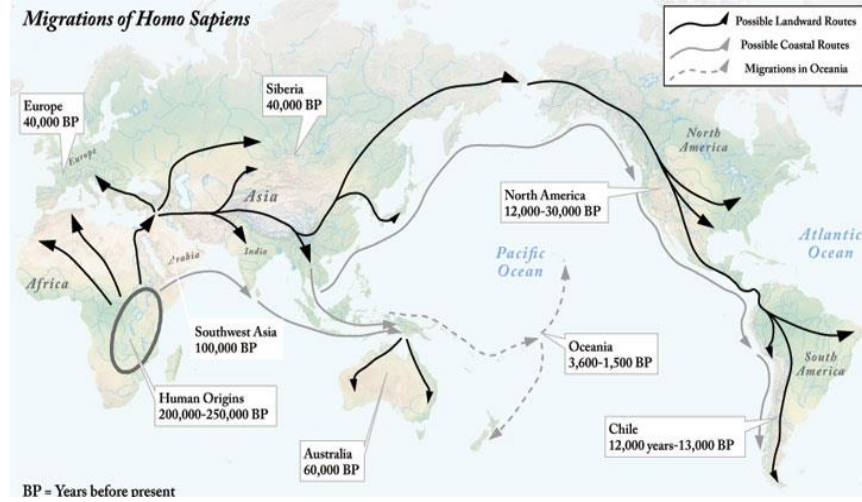 Migrations of Homo Sapiens
Possible Landward Routes
Possible Coastal Routes
Migrations in Oceania
Europe
40,000 BP
Siberia
40,000 BP
Europe
Asia
North
America
North America
12,000-30,000 BP
Atlantic
Ocean
Pacific
Ocean
Arabia
India
Africa
Southwest Asia
100,000 BP
Oceania
3,600-1,500 BP
South
America
Human Origins
200,000-250,000 BP
Chile
12,000 years-13,000 BP
Australia
60,000 BP
BP = Years before present